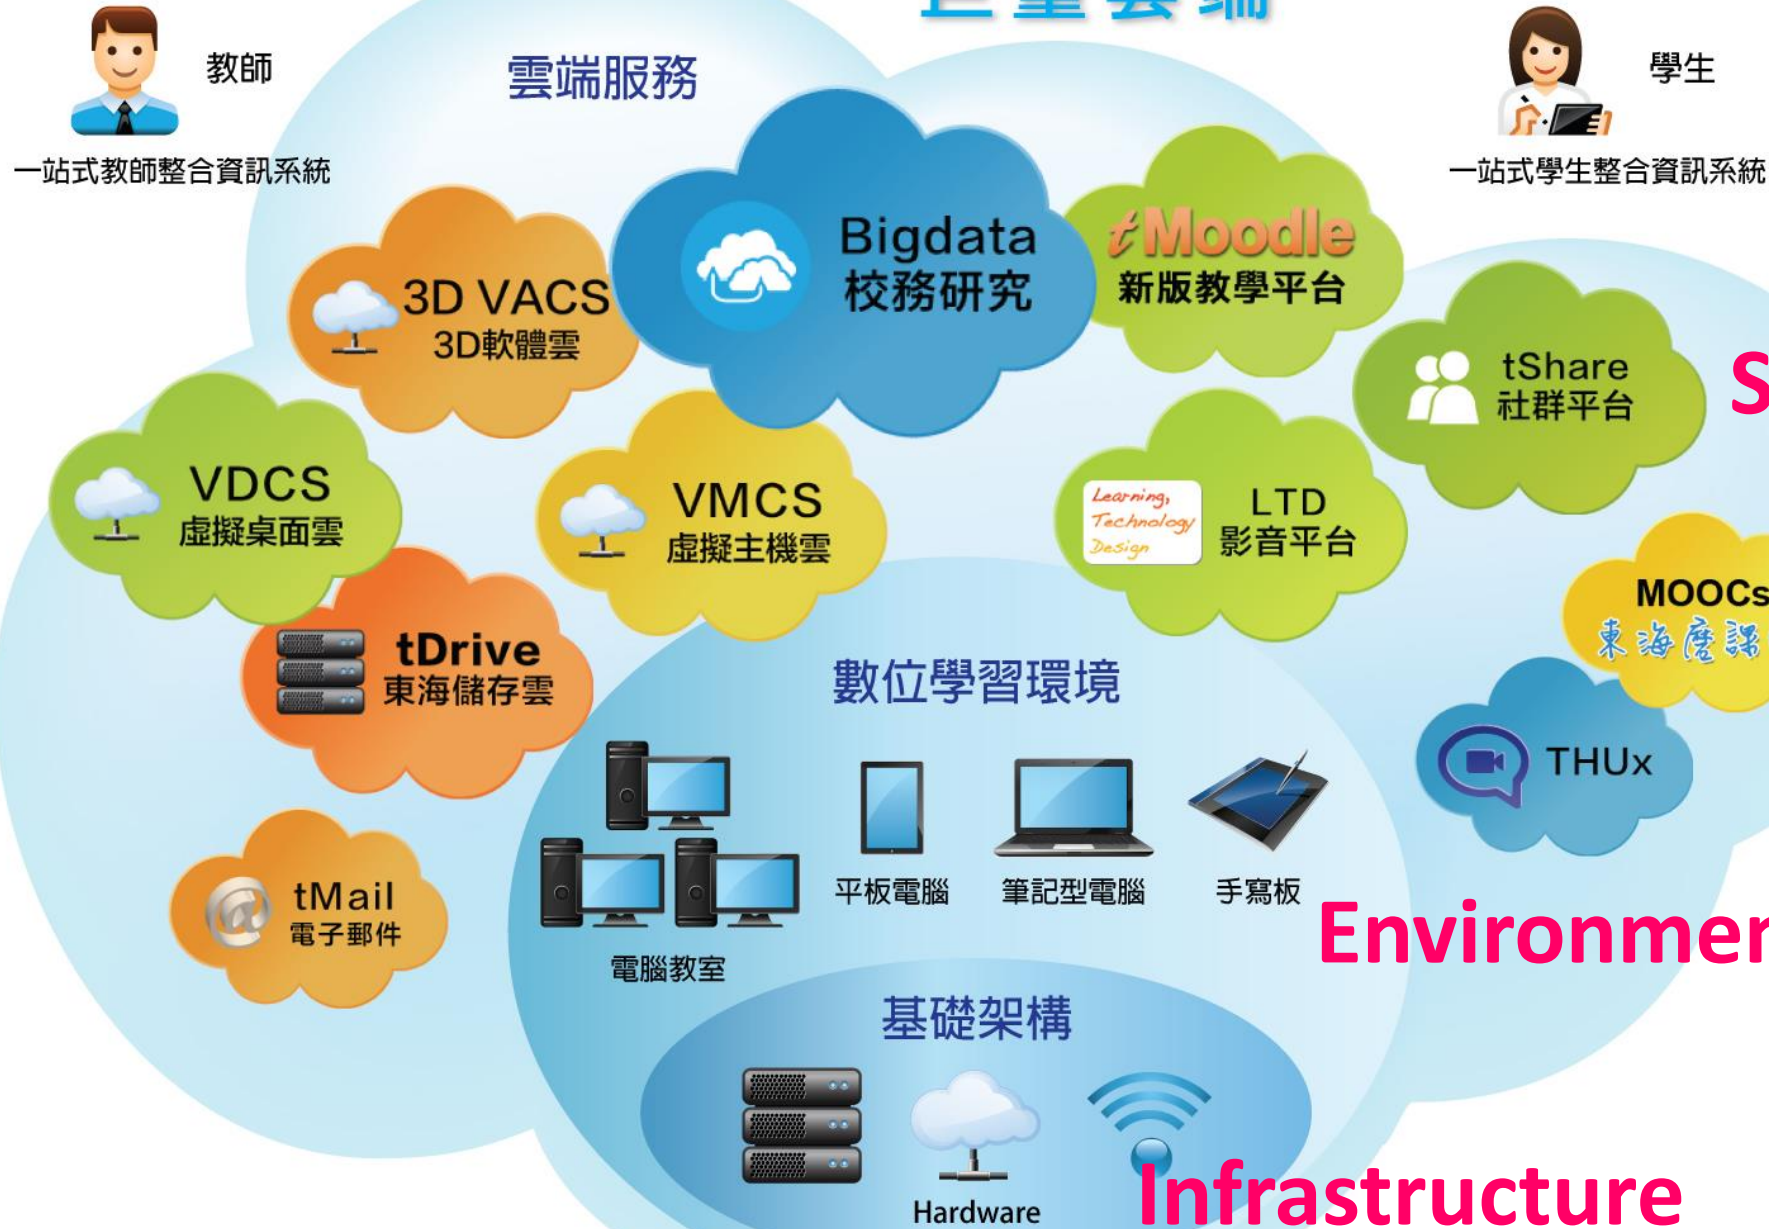 巨量雲端
教師
一站式教師整合資訊系統
雲端服務
學生
一站式學生整合資訊系統
Bigdata
校務研究
tMoodle
新版教學平台
3D VACS
3D軟體雲
tShare
社群平台
S
VDCS
虛擬桌面雲
VMCS
虛擬主機雲
Learning,
Technology
Design
LTD
影音平台
MOOCs
東海磨課
tDrive
東海儲存雲
數位學習環境
THUx
平板電腦
筆記型電腦
手寫板
tMail
電子郵件
電腦教室
Environmen
基礎架構
Hardware
Infrastructure